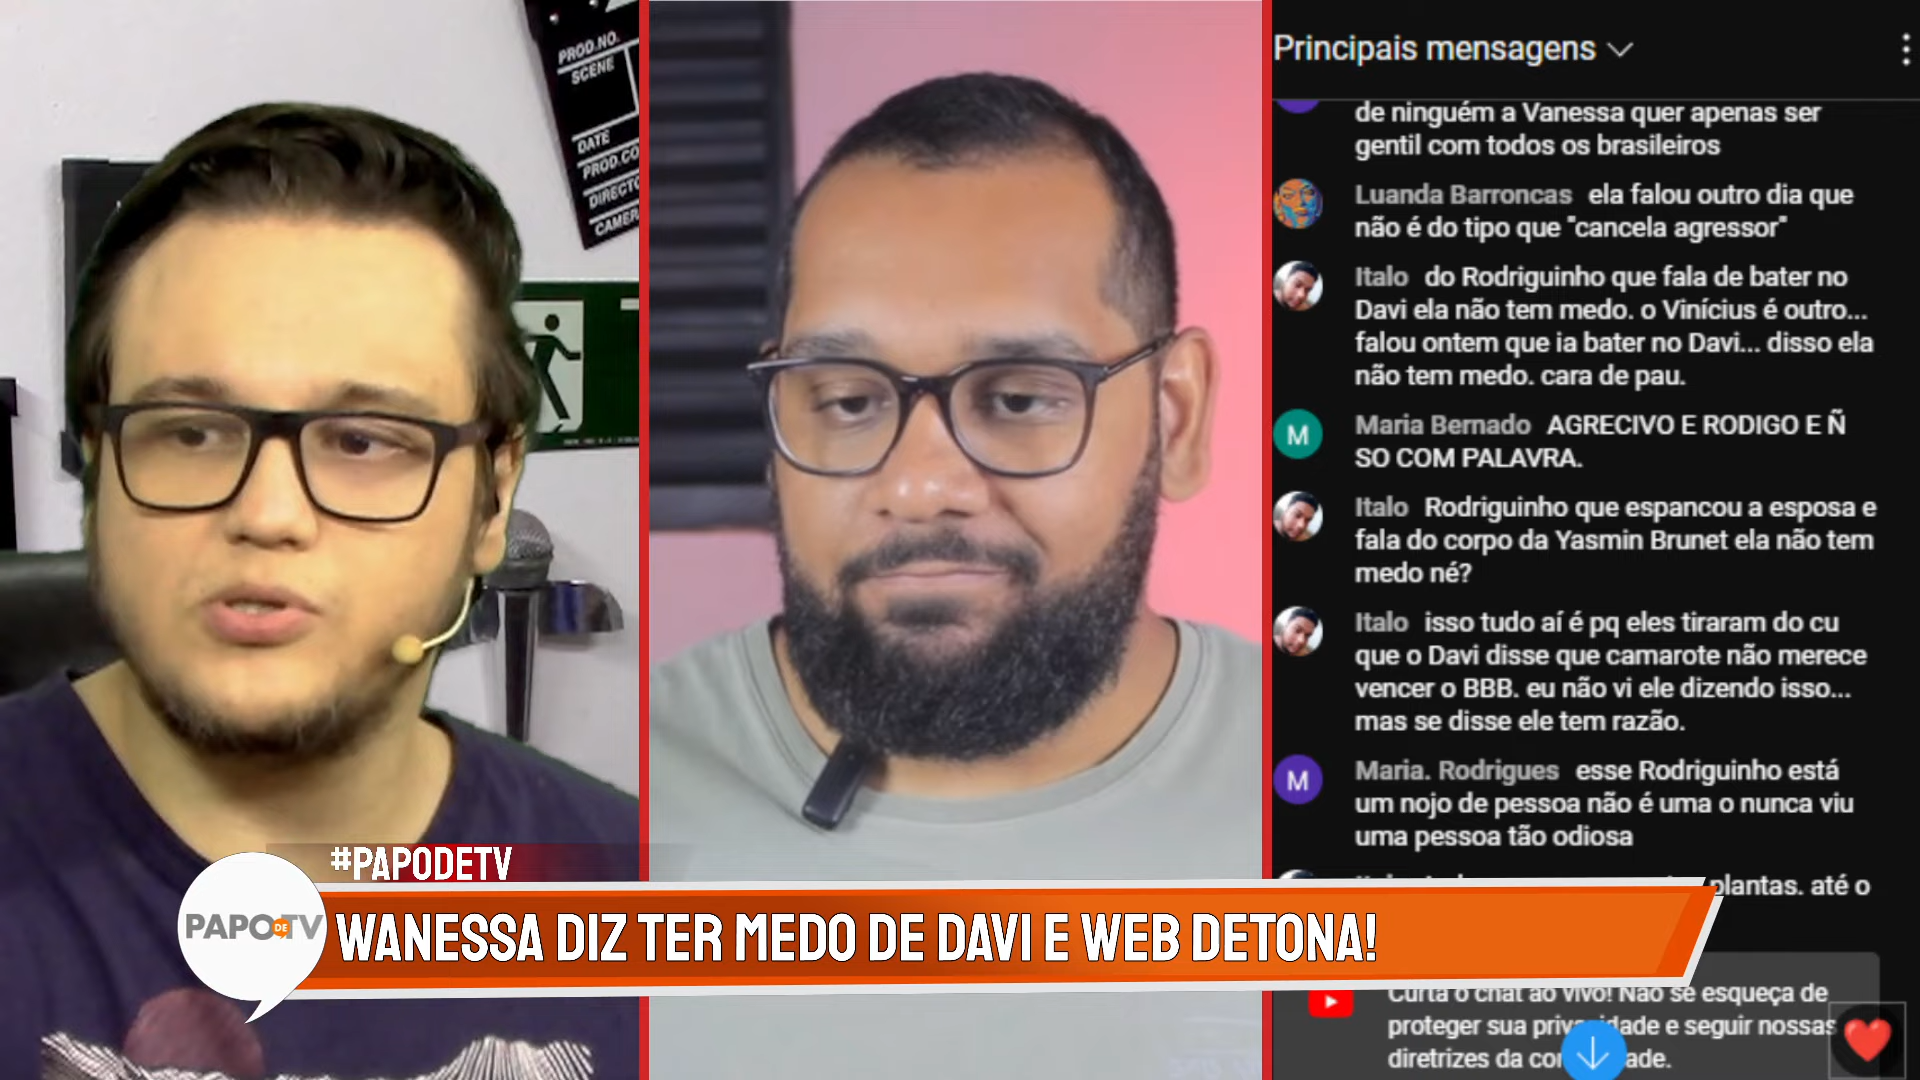 PROD.NO.
SCENE
DATE
PROD.CO
DIRECTO
CAMER
Principais mensagens
de ninguém a Vanessa quer apenas ser
gentil com todos os brasileiros
Luanda Barroncas ela falou outro dia que
não é do tipo que "cancela agressor"
Italo do Rodriguinho que fala de bater no
Davi ela não tem medo. o Vinícius é outro...
falou ontem que ia bater no Davi... disso ela
não tem medo. cara de pau.
M
Maria Bernado AGRECIVO E RODIGO E Ñ
SO COM PALAVRA.
Italo Rodriguinho que espancou a esposa e
fala do corpo da Yasmin Brunet ela não tem
medo né?
Italo isso tudo aí é pq eles tiraram do cu
que o Davi disse que camarote não merece
vencer o BBB. eu não vi ele dizendo isso...
mas se disse ele tem razão.
M
Maria. Rodrigues esse Rodriguinho está
um nojo de pessoa não é uma o nunca viu
uma pessoa tão odiosa
plantas. até o
#PAPODETV
PAPO DE TV
WANESSA DIZ TER MEDO DE DAVI E WEB DETONA!
Curta o chat ao vivo! Não se esqueça de
proteger sua privacidade e seguir nossas
diretrizes da comunidade.